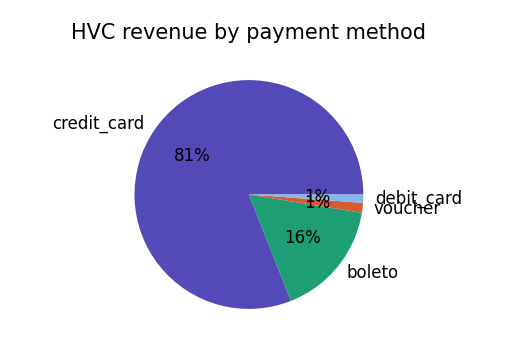 HVC revenue by payment method
credit_card
81%
1%
debit_card
1%
voucher
16%
boleto